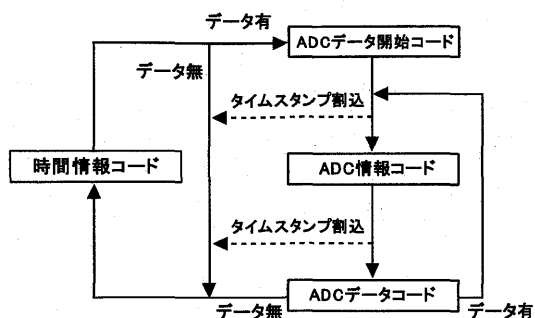 データ有
ADCデータ開始コード
データ無
タイムスタンプ割込
時間情報コード
ADC情報コード
タイムスタンプ割込
ADCデータコード
データ無
データ有